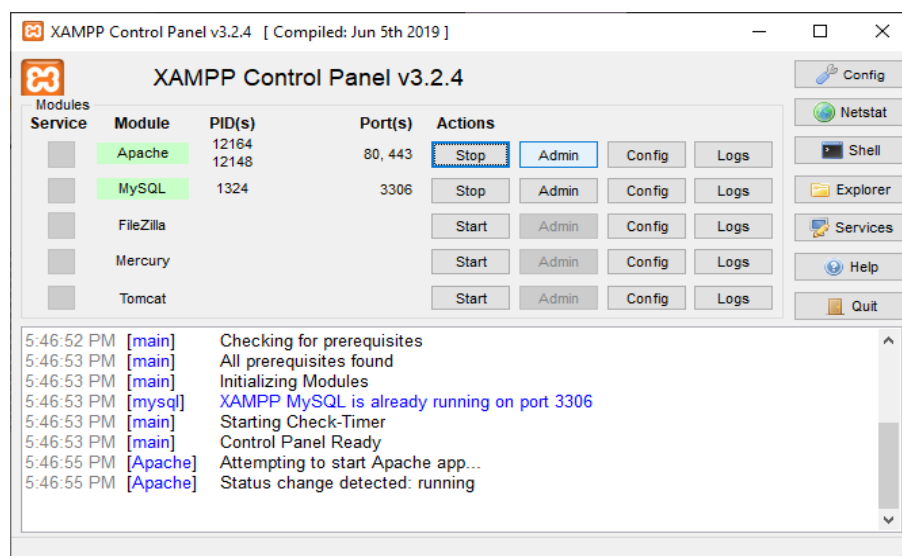 XAMPP Control Panel v3.2.4 [ Compiled: Jun 5th 2019 ]
XAMPP Control Panel v3.2.4
Config
Modules
Service Module PID(s) Port(s) Actions
Netstat
Apache 12164 12148 80, 443 Stop Admin Config Logs
Shell
MySQL 1324 3306 Stop Admin Config Logs
Explorer
FileZilla Start Admin Config Logs
Services
Mercury Start Admin Config Logs
Help
Tomcat Start Admin Config Logs
Quit
5:46:52 PM [main] Checking for prerequisites
5:46:53 PM [main] All prerequisites found
5:46:53 PM [main] Initializing Modules
5:46:53 PM [mysql] XAMPP MySQL is already running on port 3306
5:46:53 PM [main] Starting Check-Timer
5:46:53 PM [main] Control Panel Ready
5:46:55 PM [Apache] Attempting to start Apache app...
5:46:55 PM [Apache] Status change detected: running